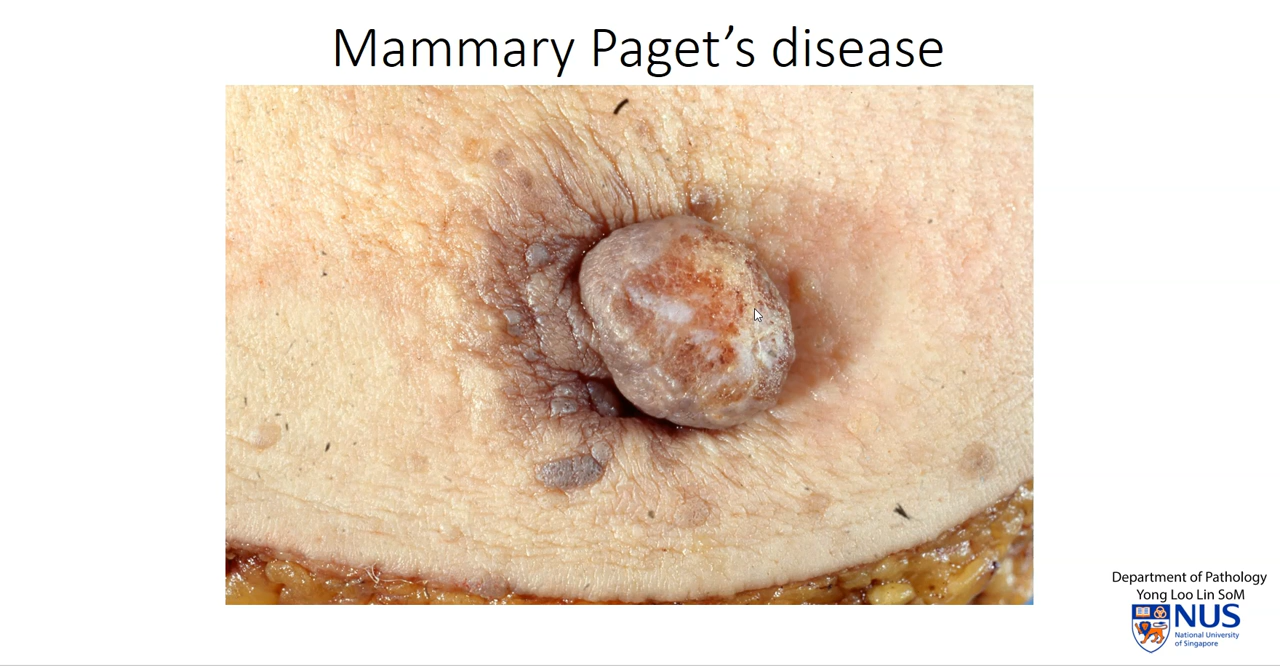 Mammary Paget's disease
Department of Pathology
Yong Loo Lin SoM
NUS
National University
of Singapore